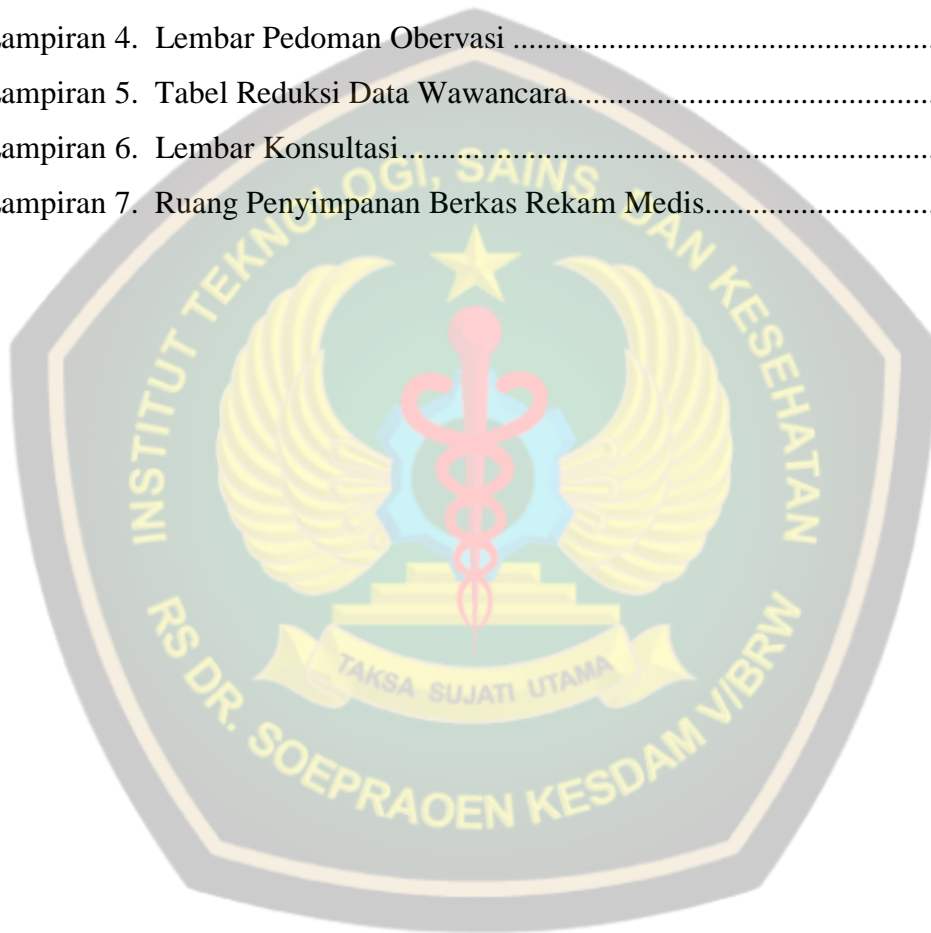 ampiran 4. Lembar Pedoman Obervasi ................................................
ampiran 5. Tabel Reduksi Data Wawancara................................................
ampiran 6. Lembar Konsultasi................................................
ampiran 7. Ruang Penyimpanan Berkas Rekam Medis................................
INSTITUT TEKNOLOGI, SAINS, DAN KESEHATAN
TAKSA SUJATI UTAMA
RS DR. SOEPRAOEN KESDAM V/BRW